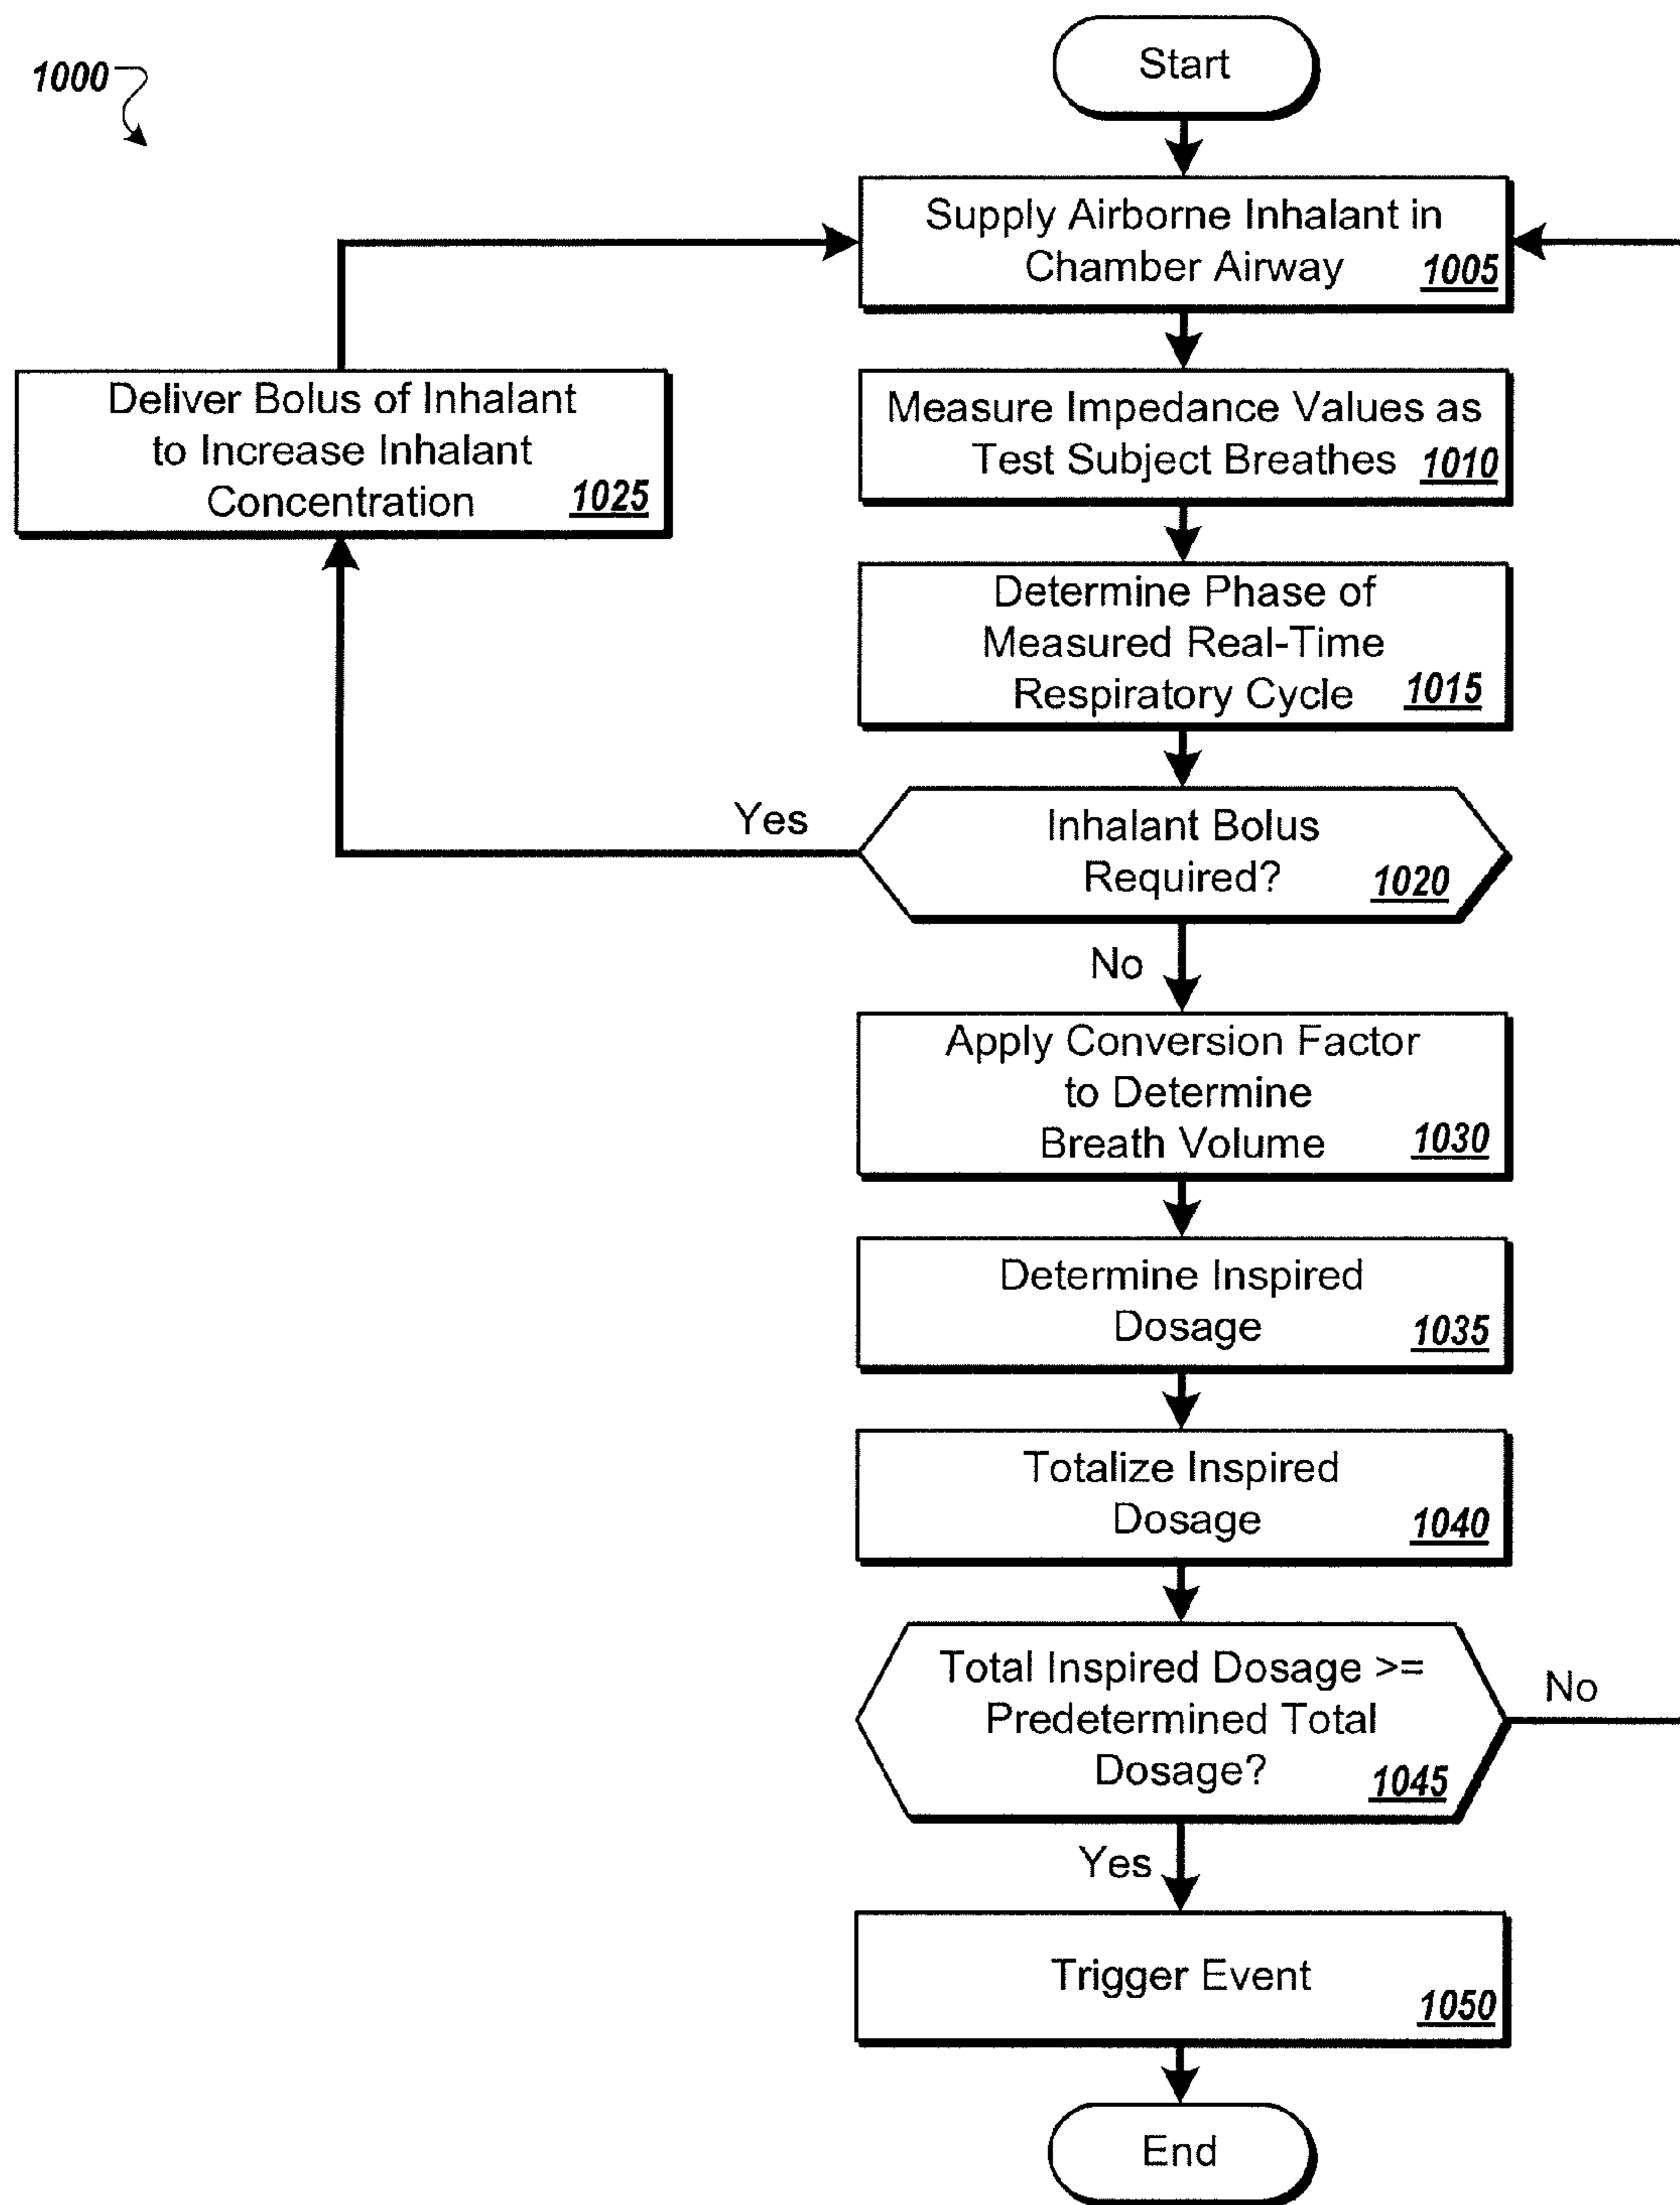 1000
Start
Supply Airborne Inhalant in
Chamber Airway 1005
Deliver Bolus of Inhalant
to Increase Inhalant
Concentration 1025
Measure Impedance Values as
Test Subject Breathes 1010
Determine Phase of
Measured Real-Time
Respiratory Cycle 1015
Yes
Inhalant Bolus
Required? 1020
No
Apply Conversion Factor
to Determine
Breath Volume 1030
Determine Inspired
Dosage 1035
Totalize Inspired
Dosage 1040
Total Inspired Dosage >=
Predetermined Total
Dosage? 1045
No
Yes
Trigger Event 1050
End